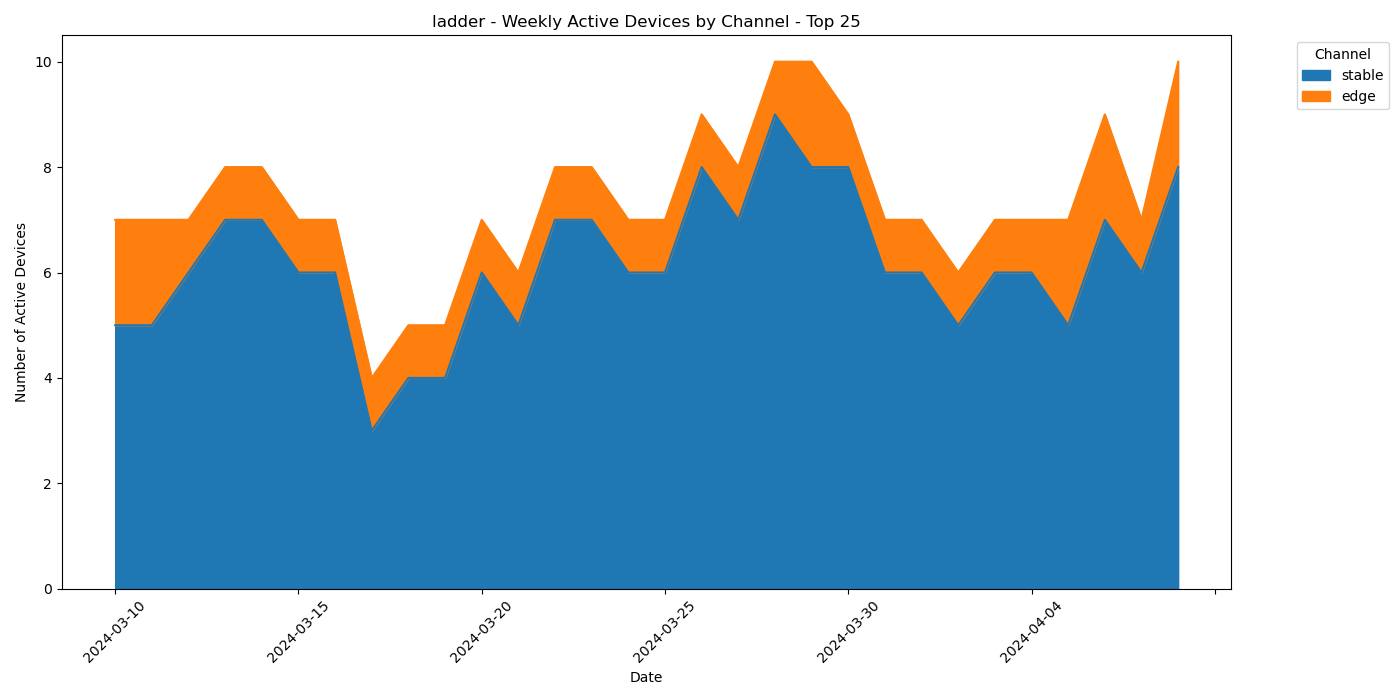 ladder - Weekly Active Devices by Channel - Top 25
Channel
stable
edge
10
8
6
4
2
0
Number of Active Devices
2024-03-10
2024-03-15
2024-03-20
2024-03-25
2024-03-30
2024-04-04
Date